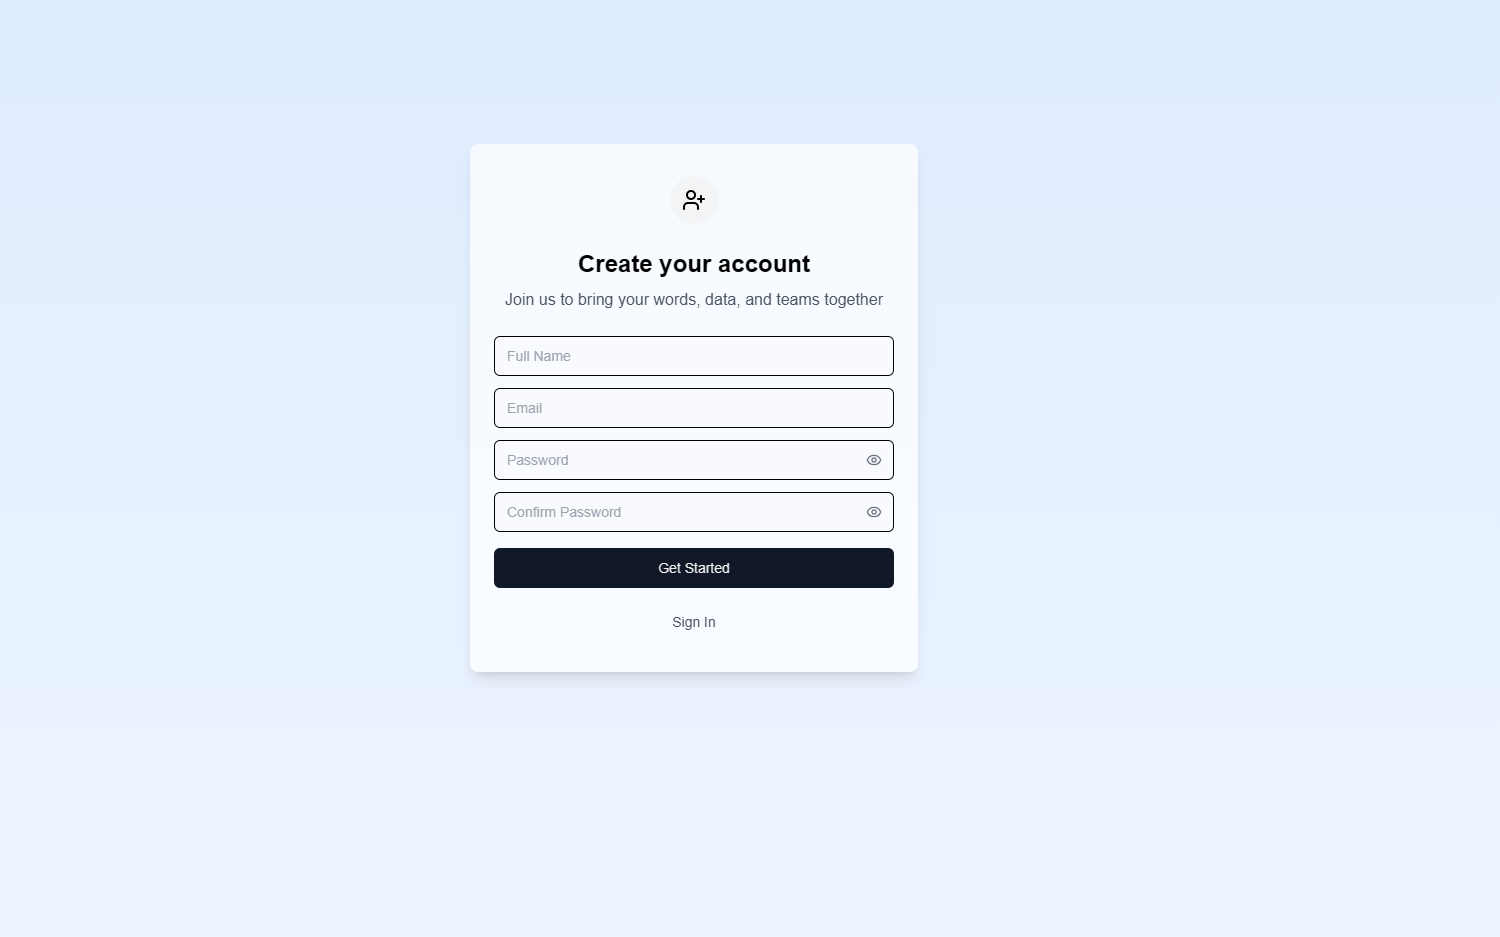 Create your account
Join us to bring your words, data, and teams together
Full Name
Email
Password
Confirm Password
Get Started
Sign In